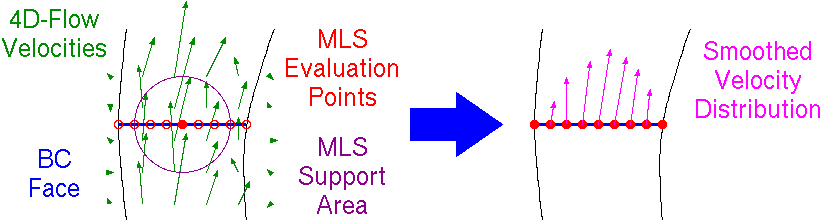 4D-Flow
Velocities
MLS
Evaluation
Points
BC
Face
MLS
Support
Area
Smoothed
Velocity
Distribution